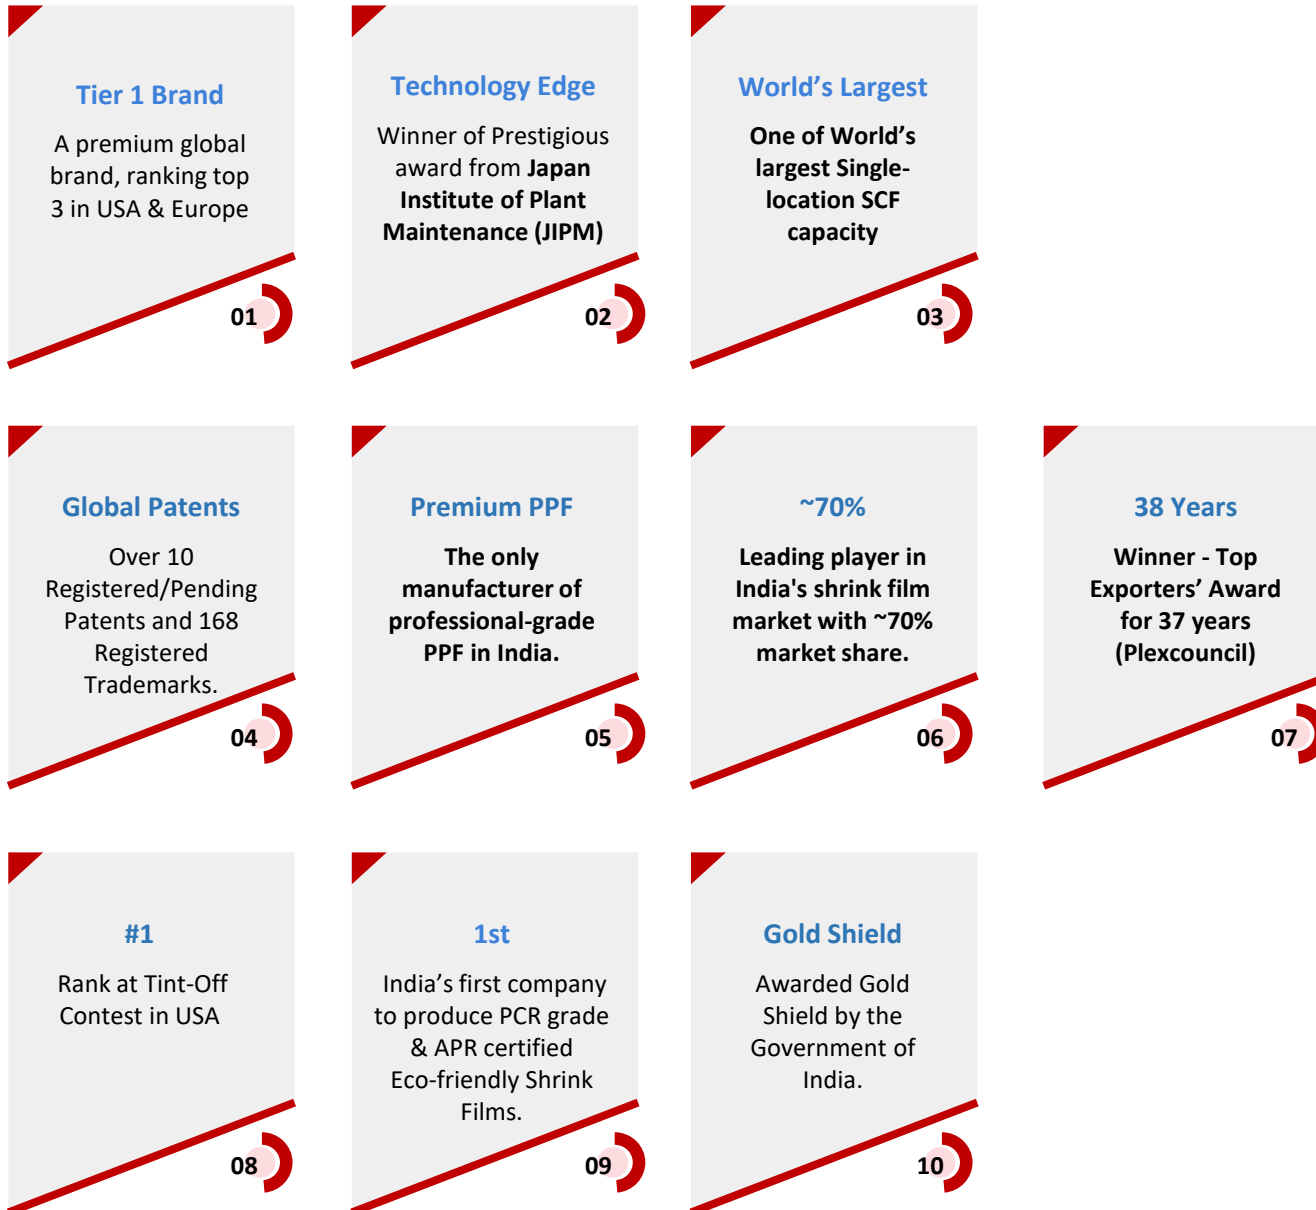 Tier 1 Brand
A premium global
brand, ranking top
3 in USA & Europe
01
Technology Edge
Winner of Prestigious
award from Japan
Institute of Plant
Maintenance (JIPM)
02
World’s Largest
One of World’s
largest Single-
location SCF
capacity
03
Global Patents
Over 10
Registered/Pending
Patents and 168
Registered
Trademarks.
04
Premium PPF
The only
manufacturer of
professional-grade
PPF in India.
05
~70%
Leading player in
India's shrink film
market with ~70%
market share.
06
38 Years
Winner - Top
Exporters’ Award
for 37 years
(Plexcouncil)
07
#1
Rank at Tint-Off
Contest in USA
08
1st
India’s first company
to produce PCR grade
& APR certified
Eco-friendly Shrink
Films.
09
Gold Shield
Awarded Gold
Shield by the
Government of
India.
10